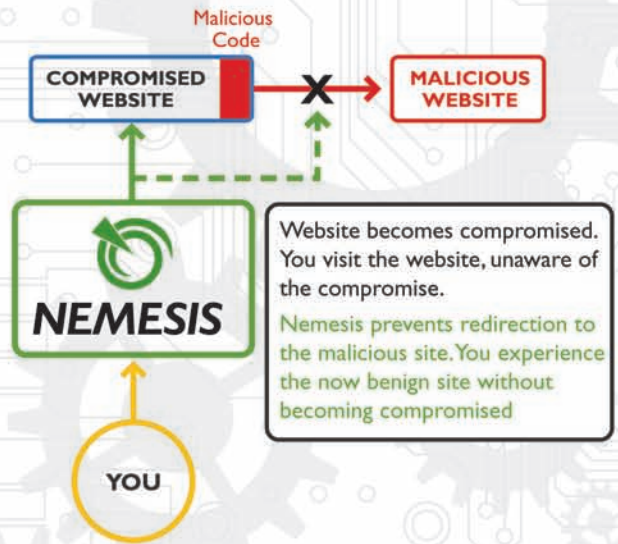 Malicious
Code
COMPROMISED
WEBSITE
X
MALICIOUS
WEBSITE
NEMESIS
Website becomes compromised.
You visit the website, unaware of
the compromise.
Nemesis prevents redirection to
the malicious site. You experience
the now benign site without
becoming compromised
YOU